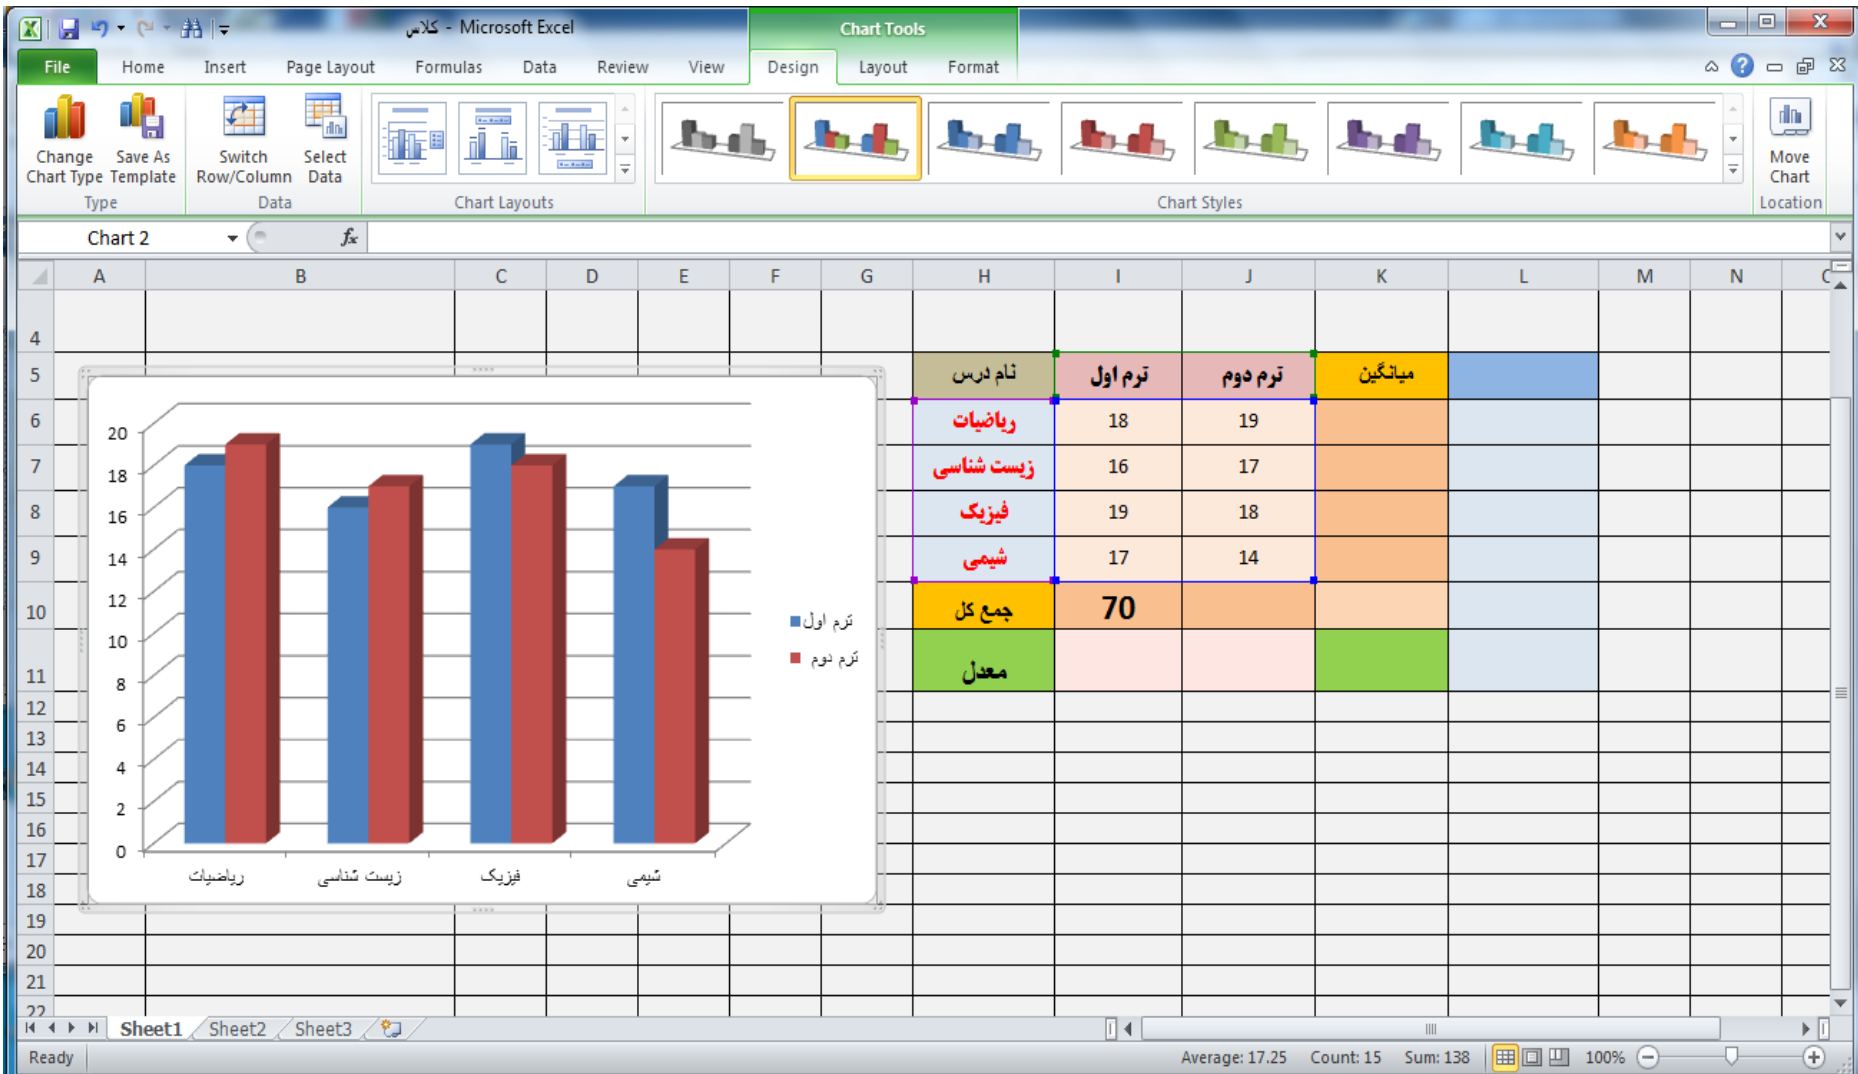 کلاس - Microsoft Excel
Chart Tools
File Home Insert Page Layout Formulas Data Review View Design Layout Format
Change Chart Type
Save As Template
Switch Row/Column
Select Data
Move Chart
Type Data Chart Layouts Chart Styles Location
Chart 2 fx
A B C D E F G H I J K L M N
4
5 نام درس ترم اول ترم دوم میانگین
6 ریاضیات 18 19
7 زیست شناسی 16 17
8 فیزیک 19 18
9 شیمی 17 14
10 جمع کل 70
11 معدل
12
13
14
15
16
17
18
19
20
21
22
20
18
16
14
12
10
8
6
4
2
0
ریاضیات زیست شناسی فیزیک شیمی
ترم اول
ترم دوم
Sheet1 Sheet2 Sheet3
Ready Average: 17.25 Count: 15 Sum: 138 100%